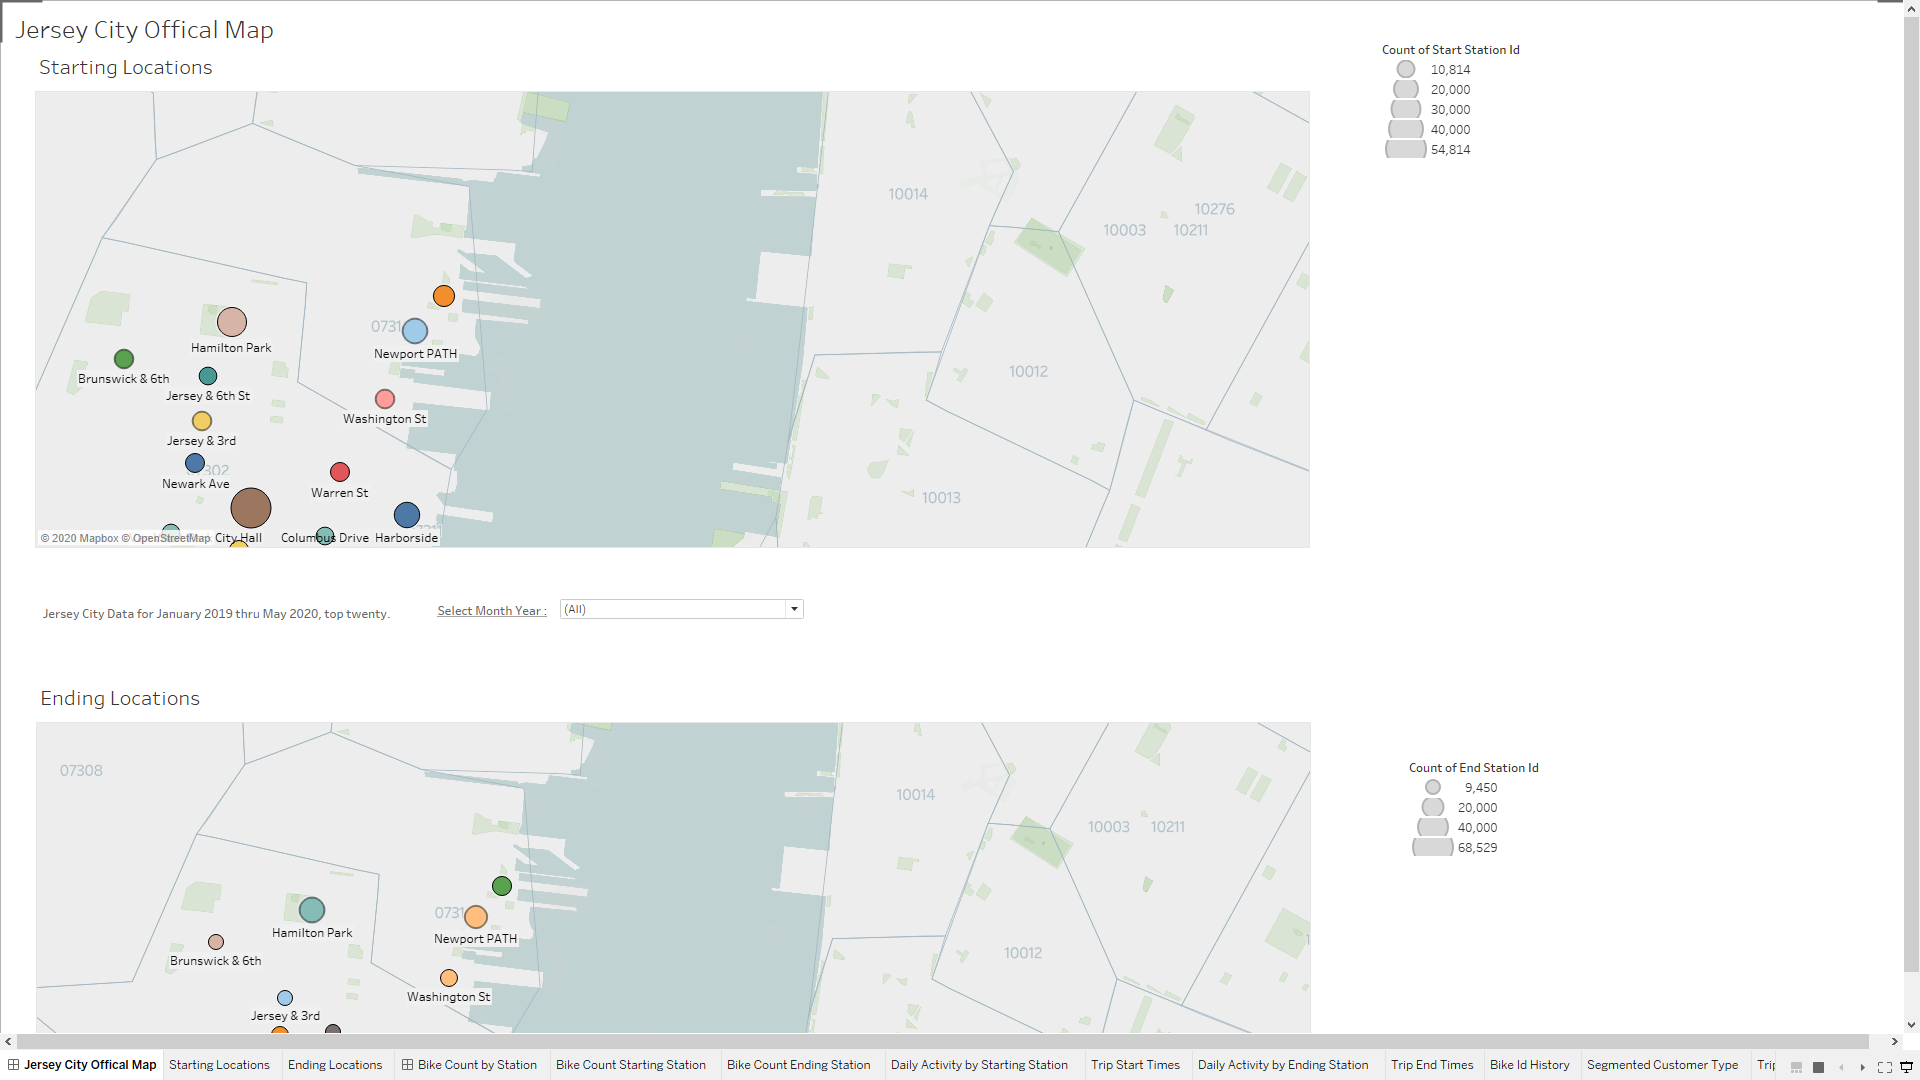 Jersey City Offical Map
Starting Locations
Count of Start Station Id
10,814
20,000
30,000
40,000
54,814
10014
10276
10003
10211
0731
Hamilton Park
Newport PATH
Brunswick & 6th
Jersey & 6th St
10012
Washington St
Jersey & 3rd
Newark Ave
Warren St
10013
© 2020 Mapbox © OpenStreetMap
City Hall
Columbus Drive
Harborside
Jersey City Data for January 2019 thru May 2020, top twenty.
Select Month Year :
(All)
Ending Locations
Count of End Station Id
9,450
20,000
40,000
68,529
07308
10014
10003
10211
0731
Hamilton Park
Newport PATH
Brunswick & 6th
10012
Washington St
Jersey & 3rd
Jersey City Offical Map
Starting Locations
Ending Locations
Bike Count by Station
Bike Count Starting Station
Bike Count Ending Station
Daily Activity by Starting Station
Trip Start Times
Daily Activity by Ending Station
Trip End Times
Bike Id History
Segmented Customer Type